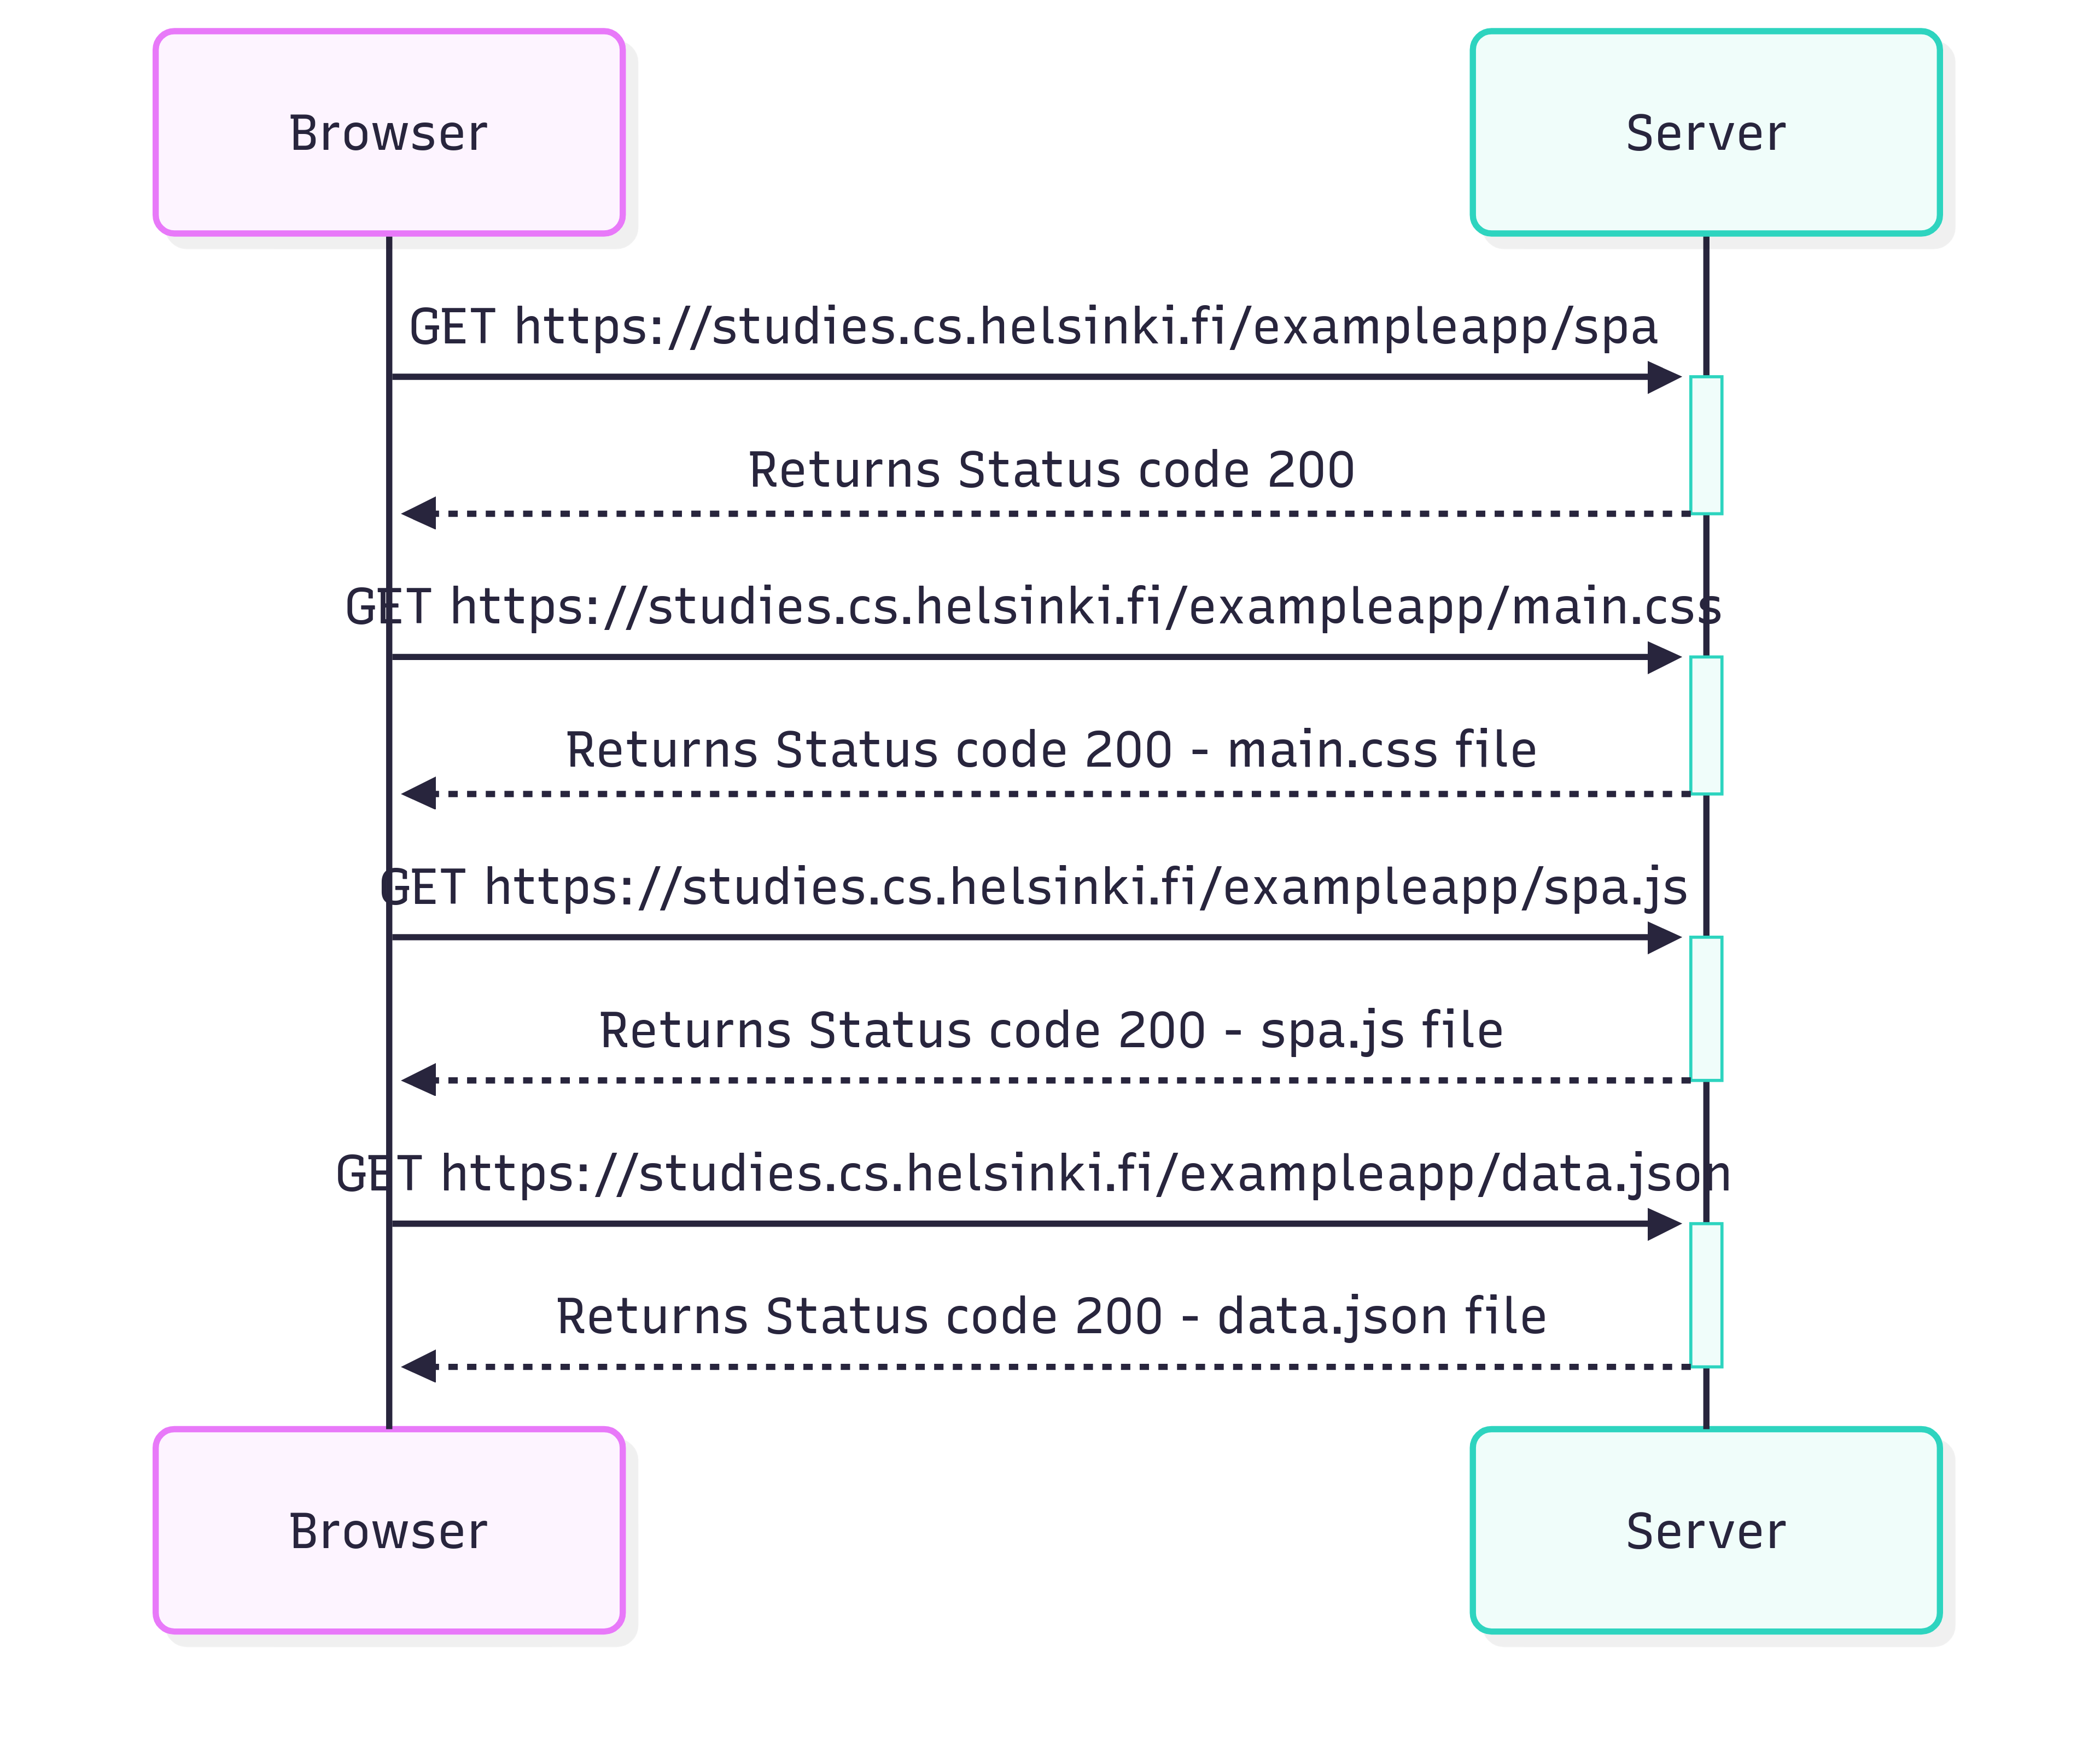 Browser
Server
GET https://studies.cs.helsinki.fi/exampleapp/spa
Returns Status code 200
GET https://studies.cs.helsinki.fi/exampleapp/main.css
Returns Status code 200 - main.css file
GET https://studies.cs.helsinki.fi/exampleapp/spa.js
Returns Status code 200 - spa.js file
GET https://studies.cs.helsinki.fi/exampleapp/data.json
Returns Status code 200 - data.json file
Browser
Server